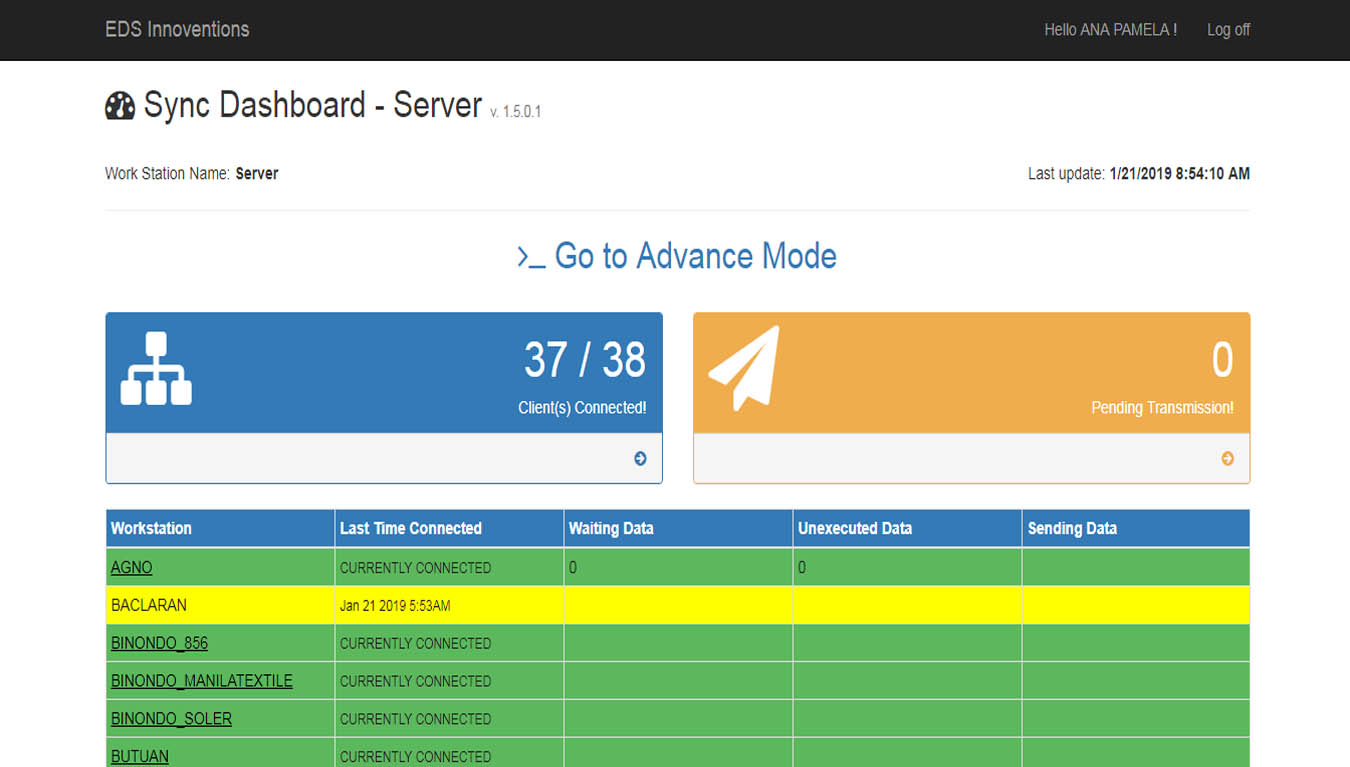 EDS Innoventions Hello ANA PAMELA ! Log off
Sync Dashboard - Server v. 1.5.0.1
Work Station Name: Server Last update: 1/21/2019 8:54:10 AM
>_ Go to Advance Mode
37 / 38
Client(s) Connected!
0
Pending Transmission!
Workstation Last Time Connected Waiting Data Unexecuted Data Sending Data
AGNO CURRENTLY CONNECTED 0 0
BACLARAN Jan 21 2019 5:53AM
BINONDO_856 CURRENTLY CONNECTED
BINONDO_MANILATEXTILE CURRENTLY CONNECTED
BINONDO_SOLER CURRENTLY CONNECTED
BUTUAN CURRENTLY CONNECTED